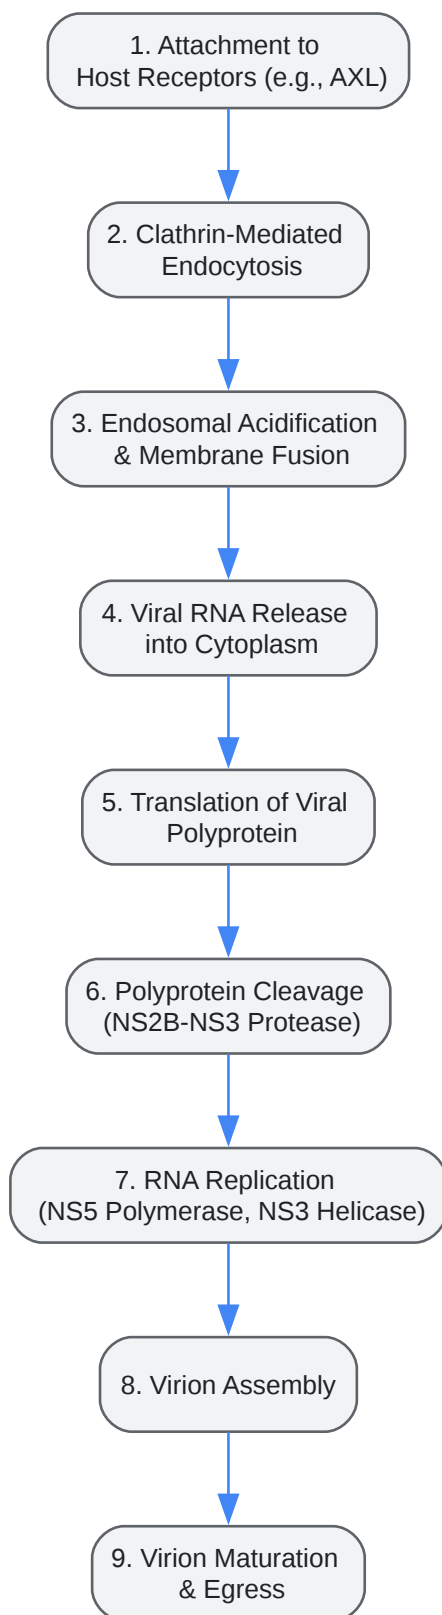 1. Attachment to
Host Receptors (e.g., AXL)
2. Clathrin-Mediated
Endocytosis
3. Endosomal Acidification
& Membrane Fusion
4. Viral RNA Release
into Cytoplasm
5. Translation of Viral
Polyprotein
6. Polyprotein Cleavage
(NS2B-NS3 Protease)
7. RNA Replication
(NS5 Polymerase, NS3 Helicase)
8. Virion Assembly
9. Virion Maturation
& Egress